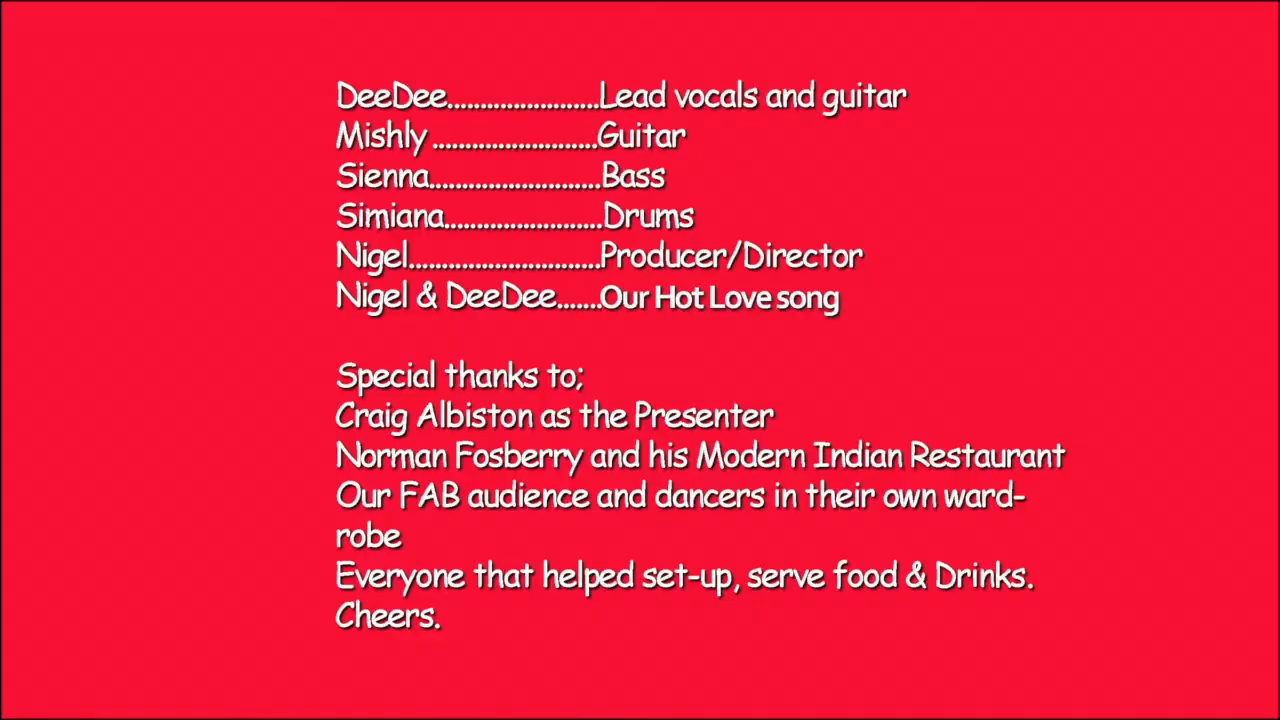 DeeDee.......................Lead vocals and guitar
Mishly .........................Guitar
Sienna..........................Bass
Simiana........................Drums
Nigel.............................Producer/Director
Nigel & DeeDee.......Our Hot Love song
Special thanks to;
Craig Albiston as the Presenter
Norman Fosberry and his Modern Indian Restaurant
Our FAB audience and dancers in their own ward-
robe
Everyone that helped set-up, serve food & Drinks.
Cheers.